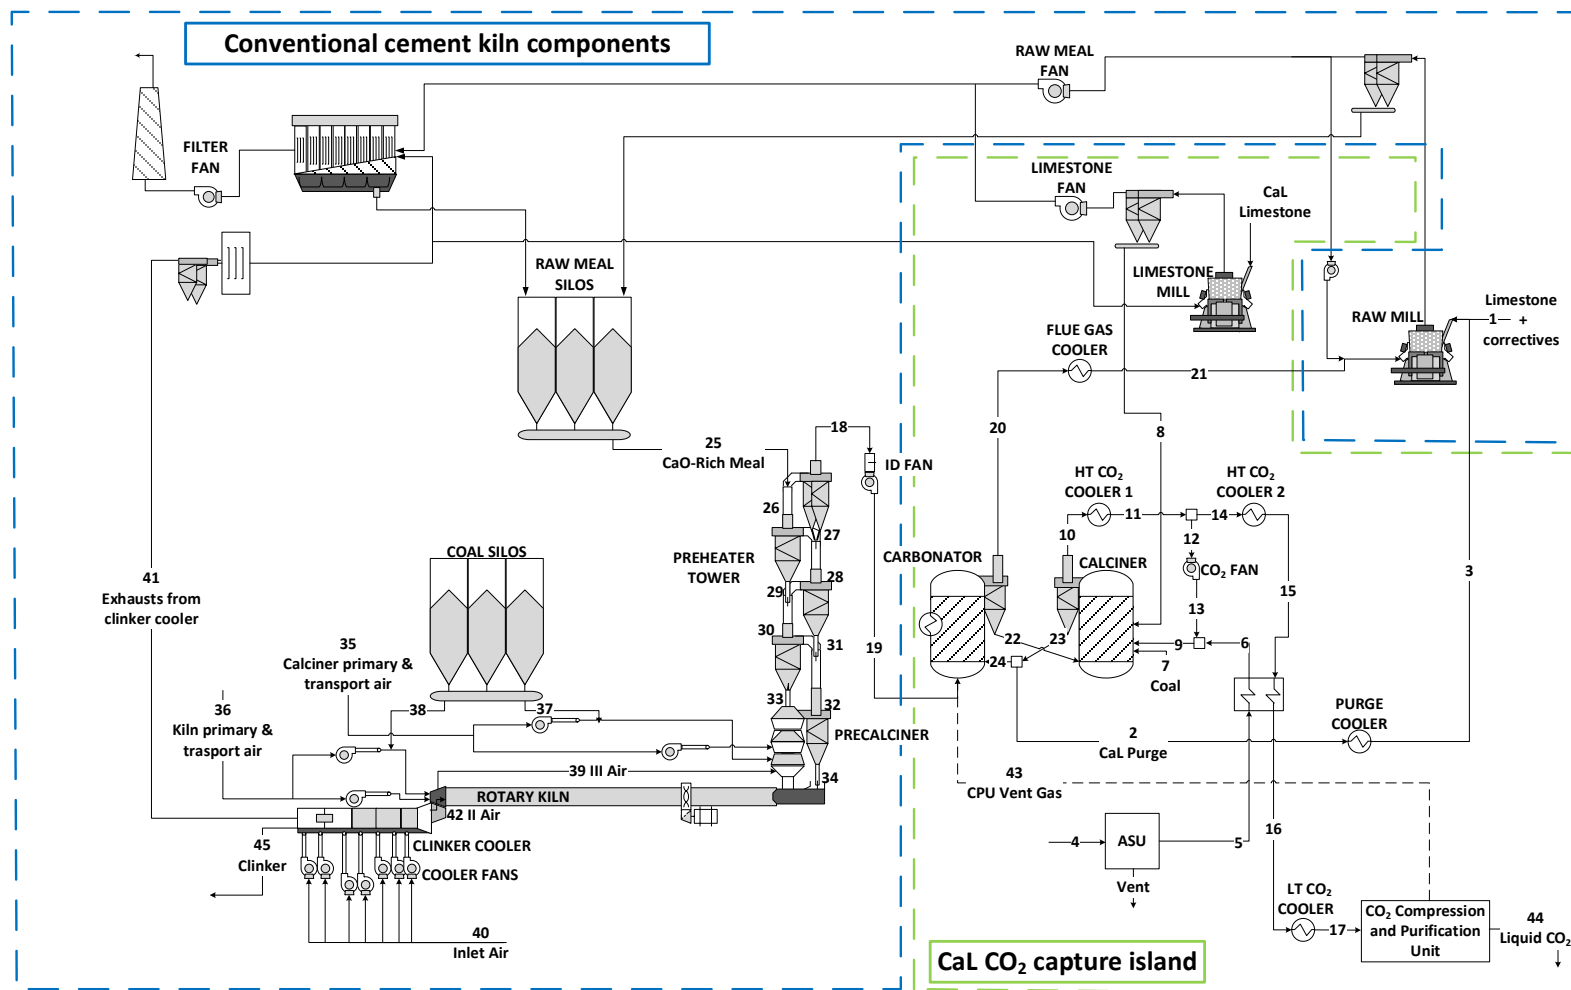 Conventional cement kiln components
RAW MEAL
FAN
FILTER
FAN
LIMESTONE
FAN
CaL
Limestone
RAW MEAL
SILOS
LIMESTONE
MILL
RAW MILL
Limestone
1 +
correctives
FLUE GAS
COOLER
21
20
8
25
CaO-Rich Meal
18
ID FAN
26
27
HT CO₂
COOLER 1
HT CO₂
COOLER 2
11
14
10
12
COAL SILOS
PREHEATER
TOWER
28
29
CARBONATOR
CALCINER
CO₂ FAN
3
41
Exhausts from
clinker cooler
13
15
30
31
22
23
6
9
24
7
Coal
19
35
Calciner primary &
transport air
36
Kiln primary &
trasport air
38
37
33
32
PRECALCINER
PURGE
COOLER
2
CaL Purge
39 III Air
34
43
CPU Vent Gas
ROTARY KILN
42 II Air
45
Clinker
CLINKER COOLER
COOLER FANS
4
ASU
5
16
Vent
LT CO₂
COOLER
17
CO₂ Compression
and Purification
Unit
44
Liquid CO₂
40
Inlet Air
CaL CO₂ capture island